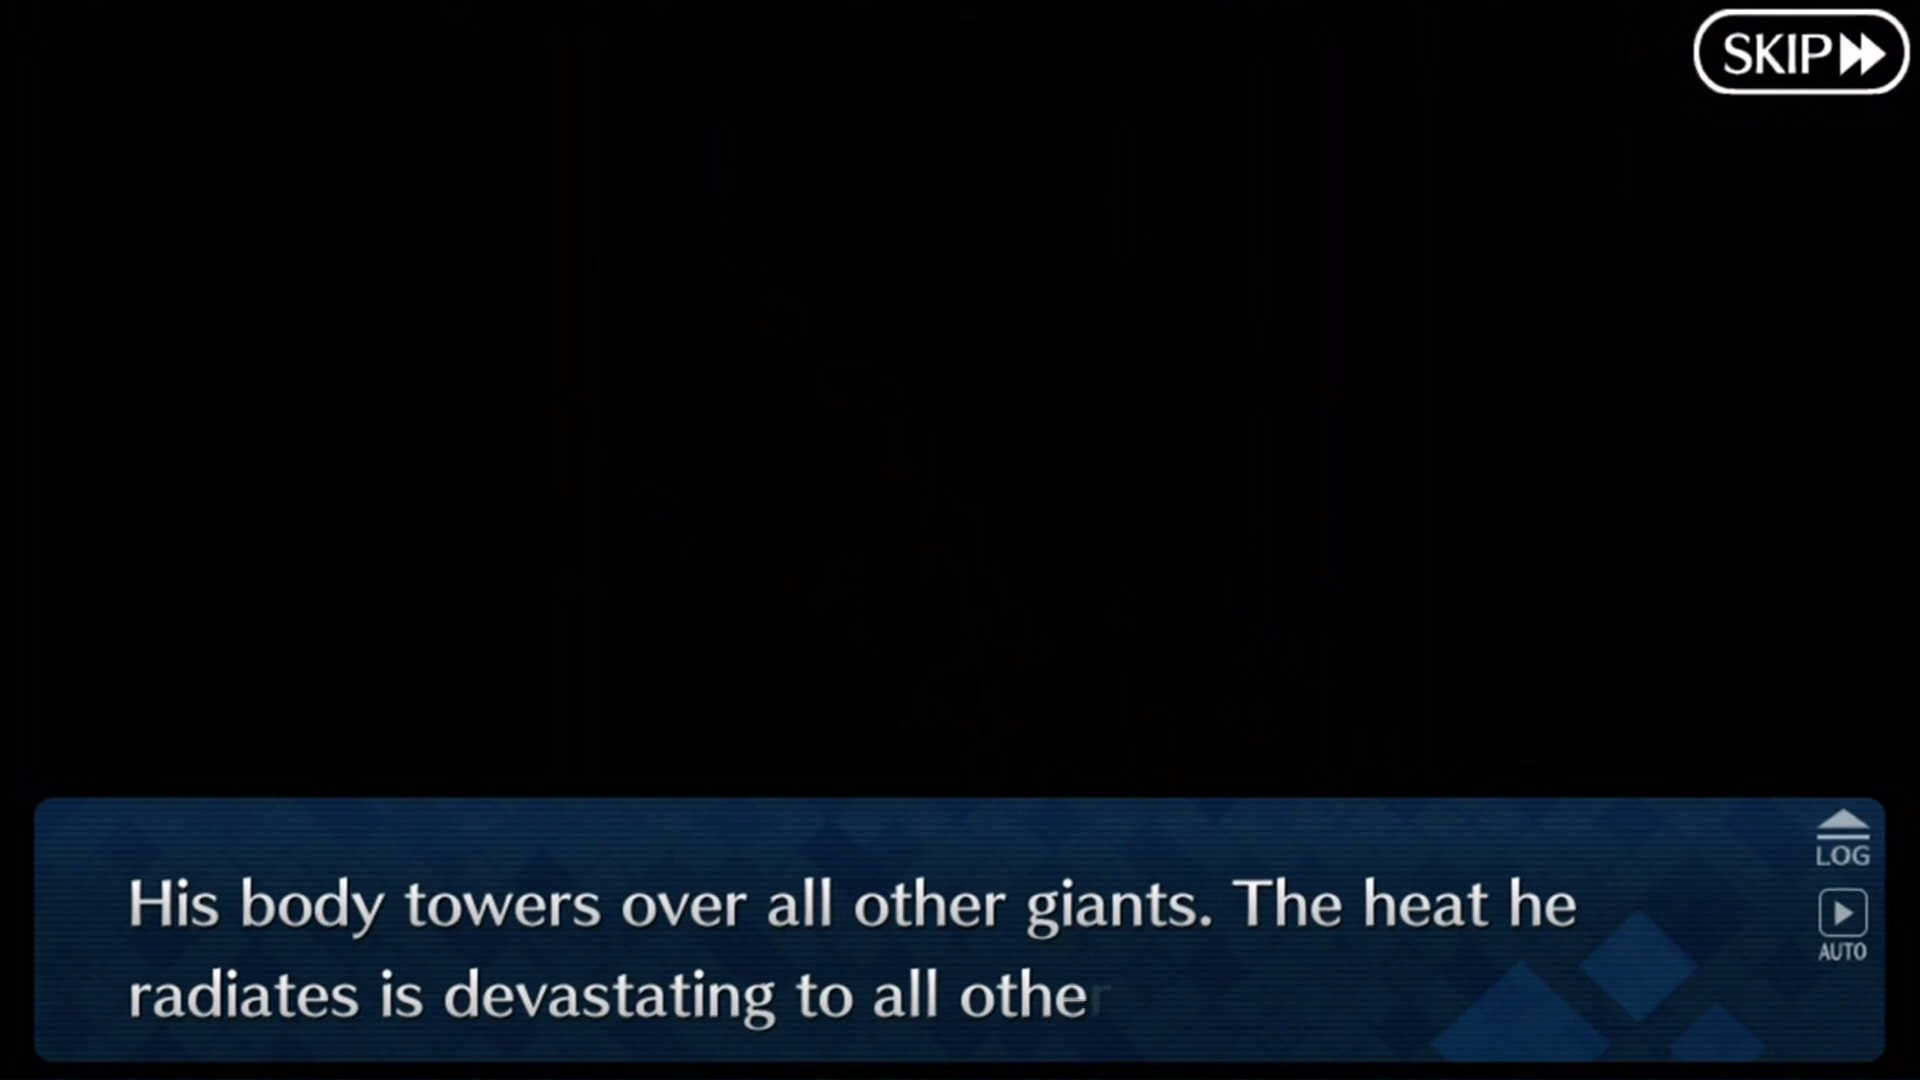 SKIP
His body towers over all other giants. The heat he
radiates is devastating to all other
LOG
AUTO